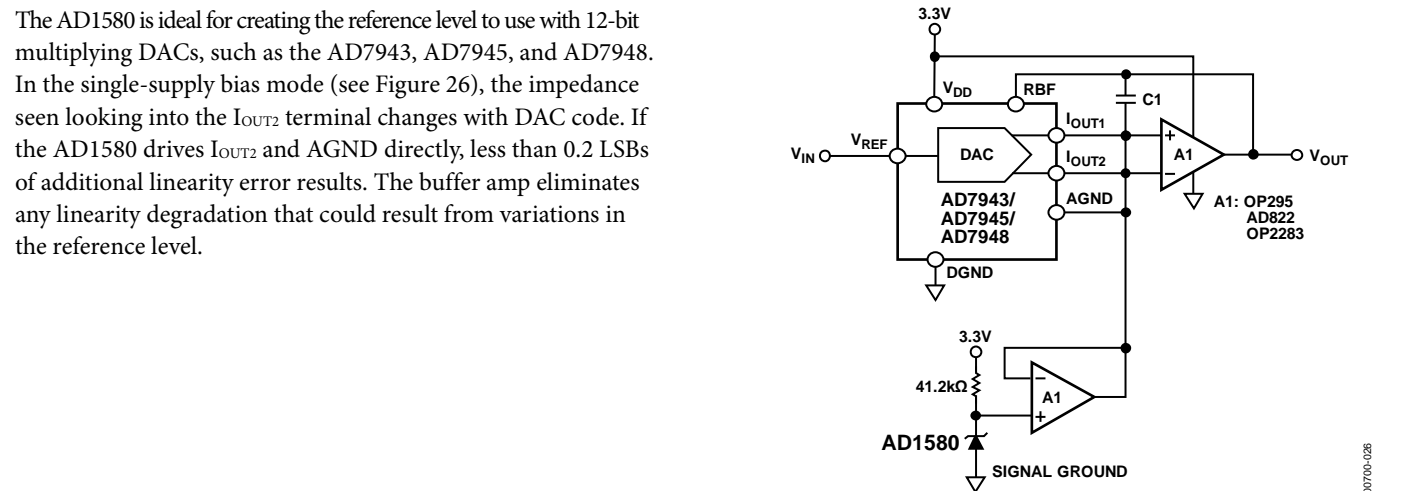 The AD1580 is ideal for creating the reference level to use with 12-bit
multiplying DACs, such as the AD7943, AD7945, and AD7948.
In the single-supply bias mode (see Figure 26), the impedance
seen looking into the IOUT2 terminal changes with DAC code. If
the AD1580 drives IOUT2 and AGND directly, less than 0.2 LSBs
of additional linearity error results. The buffer amp eliminates
any linearity degradation that could result from variations in
the reference level.
3.3V
VDD
RBF
C1
IOUT1
VREF
VIN
DAC
+
A1
VOUT
IOUT2
−
AD7943/
AD7945/
AD7948
AGND
A1: OP295
AD822
OP2283
DGND
3.3V
41.2kΩ
−
A1
+
AD1580
SIGNAL GROUND
00700-026